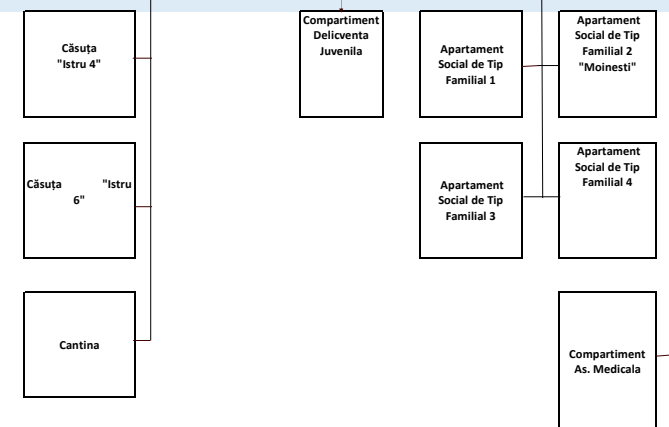 Căsuța
"Istru 4"
Compartiment
Delicventa
Juvenila
Apartament
Social de Tip
Familial 1
Apartament
Social de Tip
Familial 2
"Moinesti"
Căsuța "Istru
6"
Apartament
Social de Tip
Familial 3
Apartament
Social de Tip
Familial 4
Cantina
Compartiment
As. Medicala